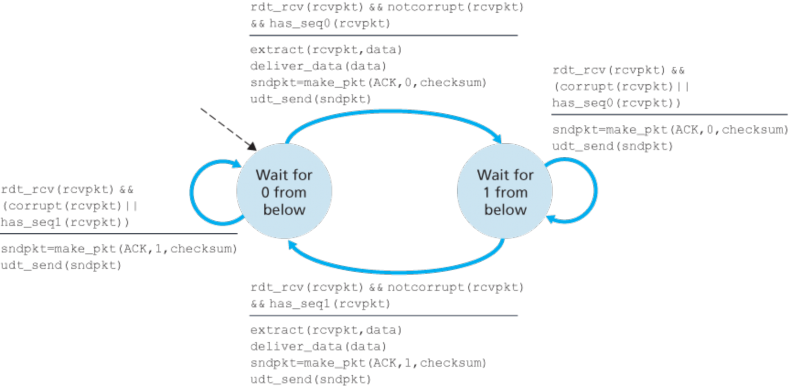 rdt_rcv(rcvpkt) && notcorrupt(rcvpkt)
&& has_seq0(rcvpkt)
extract(rcvpkt,data)
deliver_data(data)
sndpkt=make_pkt(ACK,0,checksum)
udt_send(sndpkt)
rdt_rcv(rcvpkt) &&
(corrupt(rcvpkt)||
has_seq0(rcvpkt))
sndpkt=make_pkt(ACK,0,checksum)
udt_send(sndpkt)
Wait for
0 from
below
Wait for
1 from
below
rdt_rcv(rcvpkt) &&
(corrupt(rcvpkt)||
has_seq1(rcvpkt))
sndpkt=make_pkt(ACK,1,checksum)
udt_send(sndpkt)
rdt_rcv(rcvpkt) && notcorrupt(rcvpkt)
&& has_seq1(rcvpkt)
extract(rcvpkt,data)
deliver_data(data)
sndpkt=make_pkt(ACK,1,checksum)
udt_send(sndpkt)